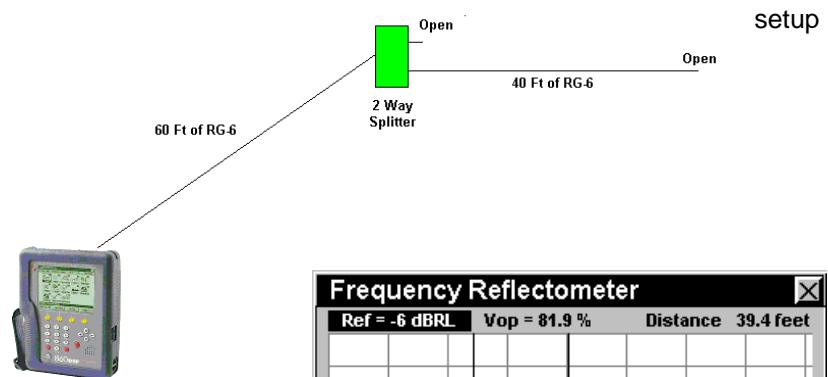 setup
Open
Open
40 Ft of RG-6
2 Way
Splitter
60 Ft of RG-6
Frequency Reflectometer
Ref = -6 dBRL Vop = 81.9 % Distance 39.4 feet